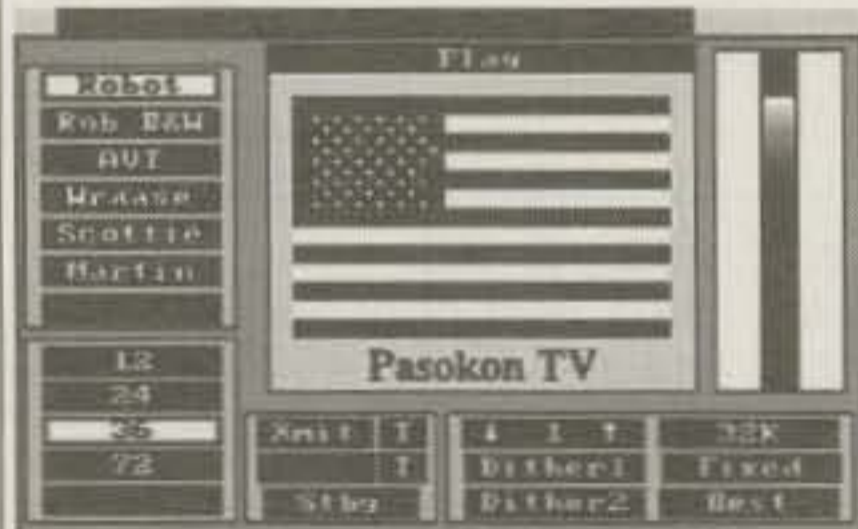 Flag
Robot
Rob B&W
AVT
Wraase
Scottie
Martin
Pasokon TV
12
24
36
72
Xmit T
T
Stby
↓ 1 ↑
Dither1
Dither2
32K
Fixed
Best